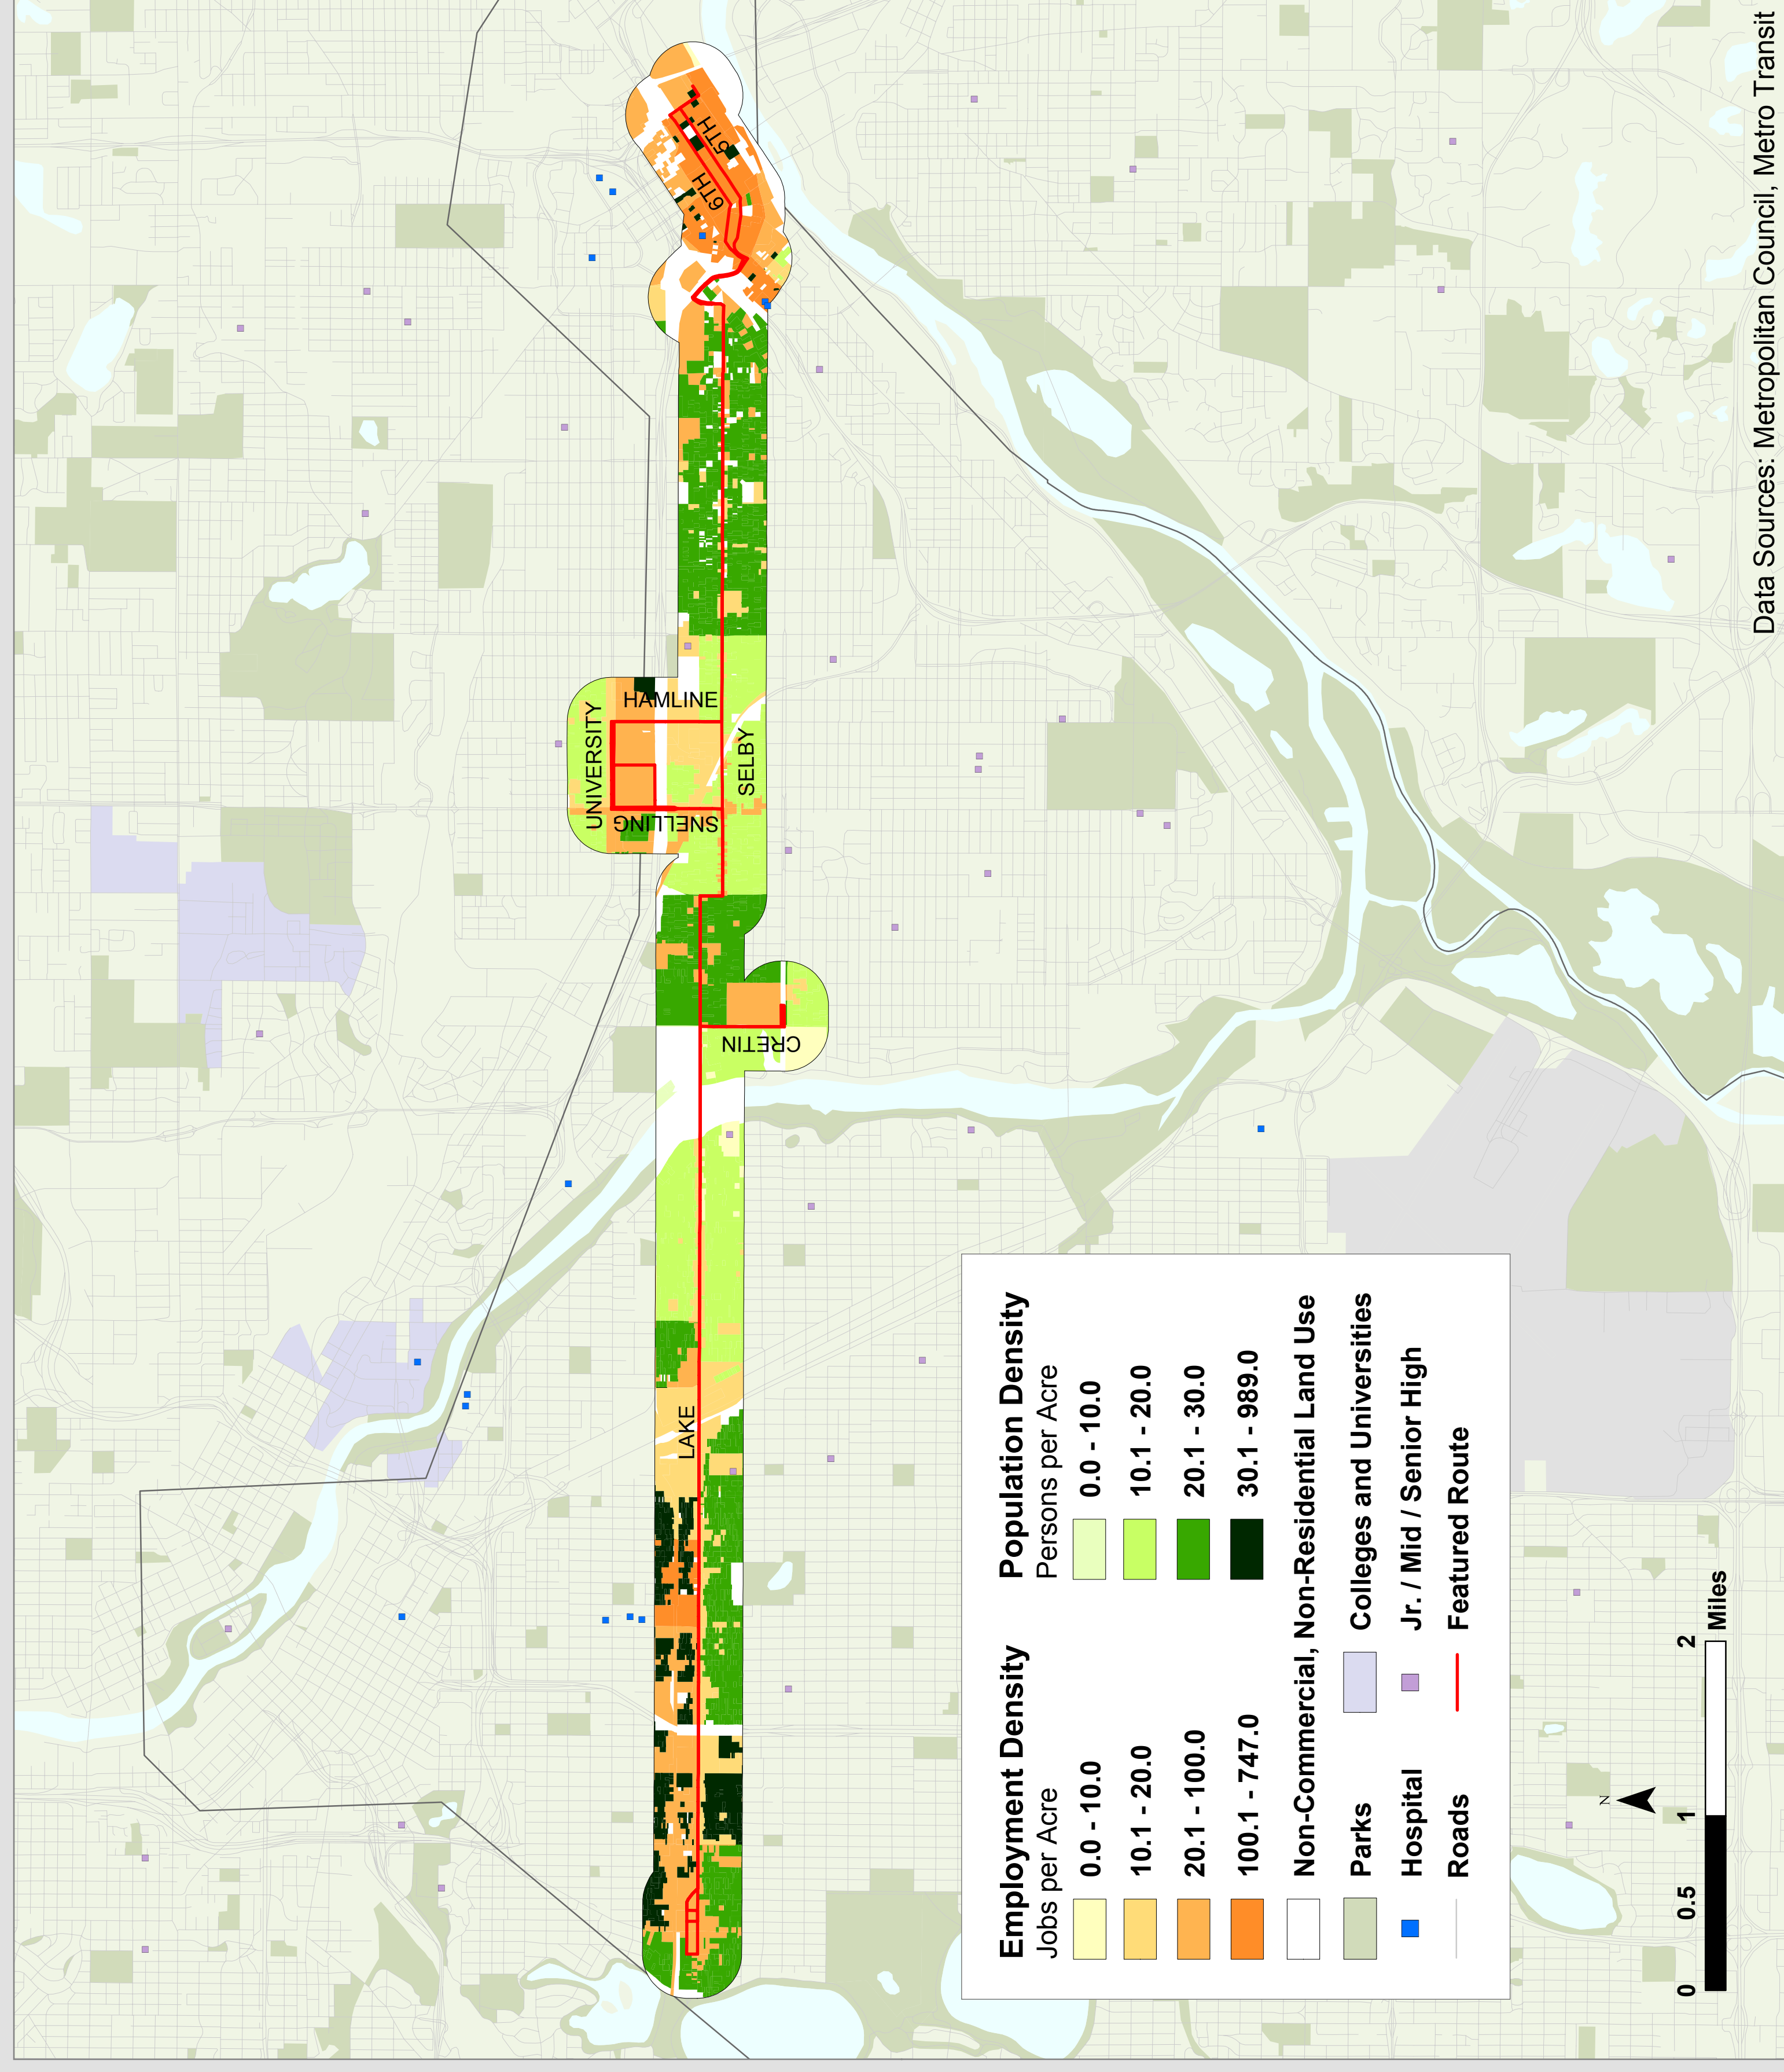 UNIVERSITY
HAMLINE
SNELLING
SELBY
CRETIN
LAKE
6TH
5TH
Employment Density
Jobs per Acre
0.0 - 10.0
10.1 - 20.0
20.1 - 100.0
100.1 - 747.0
Population Density
Persons per Acre
0.0 - 10.0
10.1 - 20.0
20.1 - 30.0
30.1 - 989.0
Non-Commercial, Non-Residential Land Use
Parks
Colleges and Universities
Hospital
Jr. / Mid / Senior High
Roads
Featured Route
N
0 0.5 1 2
Miles
Data Sources: Metropolitan Council, Metro Transit